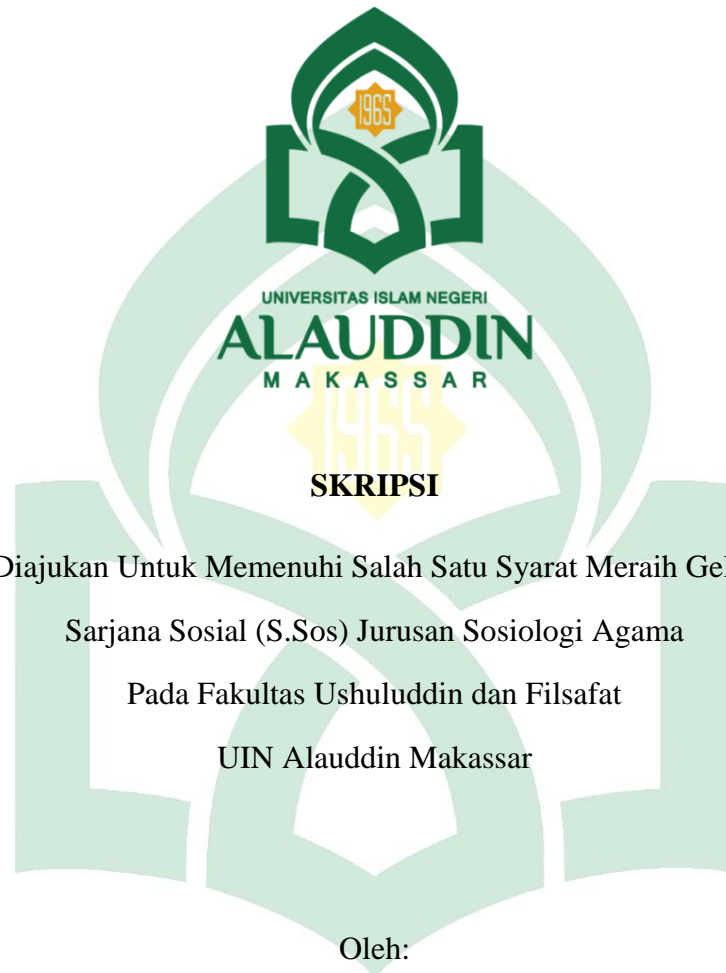 1965
UNIVERSITAS ISLAM NEGERI
ALAUDDIN
MAKASSAR
1965
SKRIPSI
Diajukan Untuk Memenuhi Salah Satu Syarat Meraih
Sarjana Sosial (S.Sos) Jurusan Sosiologi Agama
Pada Fakultas Ushuluddin dan Filsafat
UIN Alauddin Makassar
Oleh: